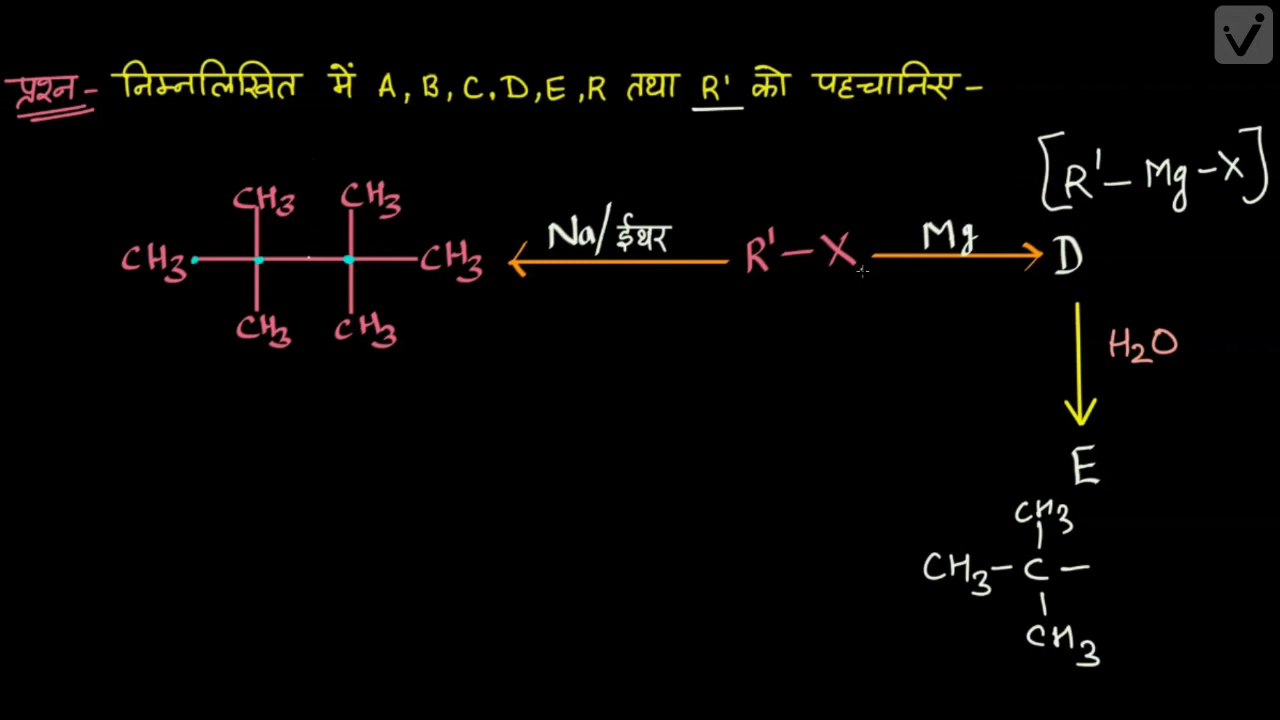 प्रश्न- निम्नलिखित में A, B, C, D, E, R तथा R' को पहचानिए -
[R' - Mg - X]
CH3 CH3
CH3 CH3 Na/ईथर R' - X Mg D
CH3 CH3 H2O
E
CH3
CH3 - C -
CH3